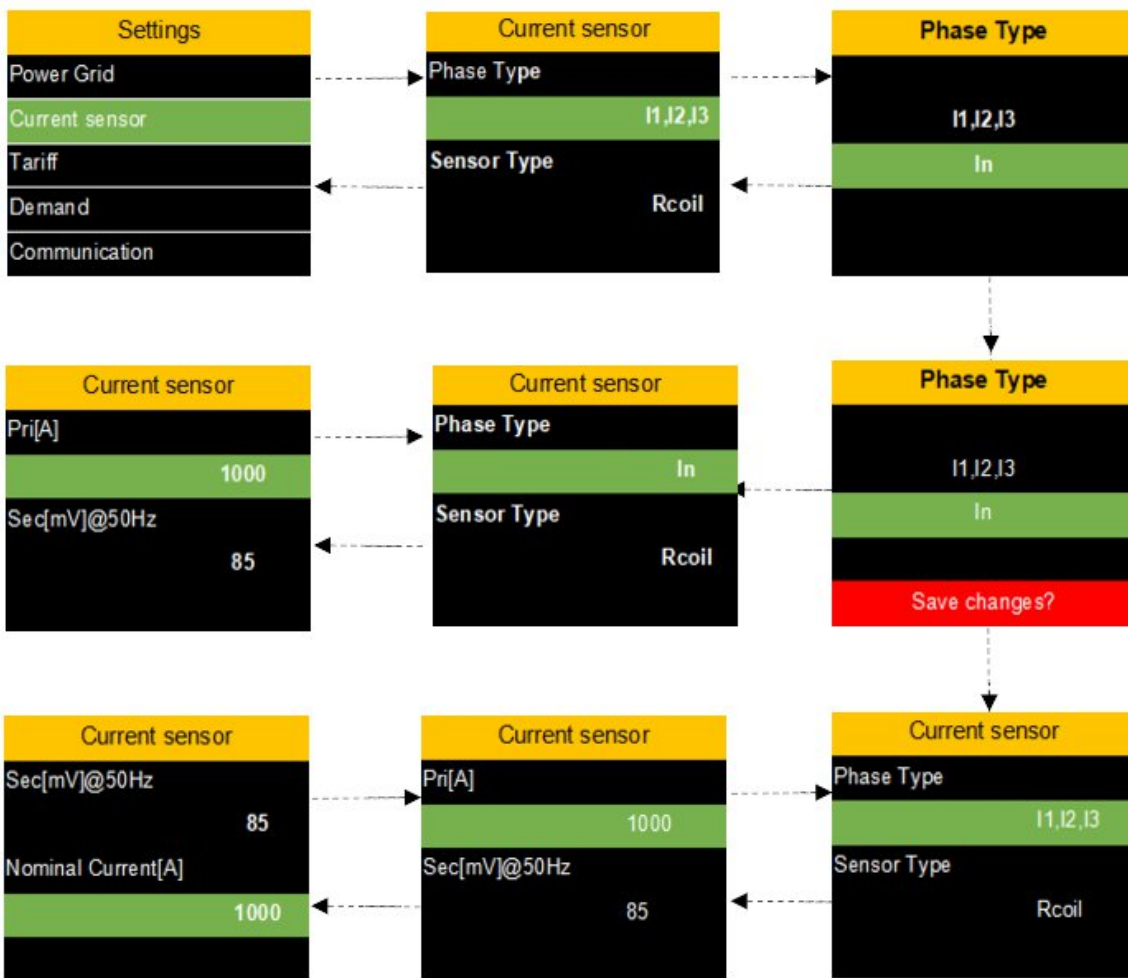 Settings
Power Grid
Current sensor
Tariff
Demand
Communication
Current sensor
Phase Type
I1,I2,I3
Sensor Type
Rcoil
Phase Type
I1,I2,I3
In
Current sensor
Pri[A]
1000
Sec[mV]@50Hz
85
Current sensor
Phase Type
In
Sensor Type
Rcoil
Phase Type
I1,I2,I3
In
Save changes?
Current sensor
Sec[mV]@50Hz
85
Nominal Current[A]
1000
Current sensor
Pri[A]
1000
Sec[mV]@50Hz
85
Current sensor
Phase Type
I1,I2,I3
Sensor Type
Rcoil